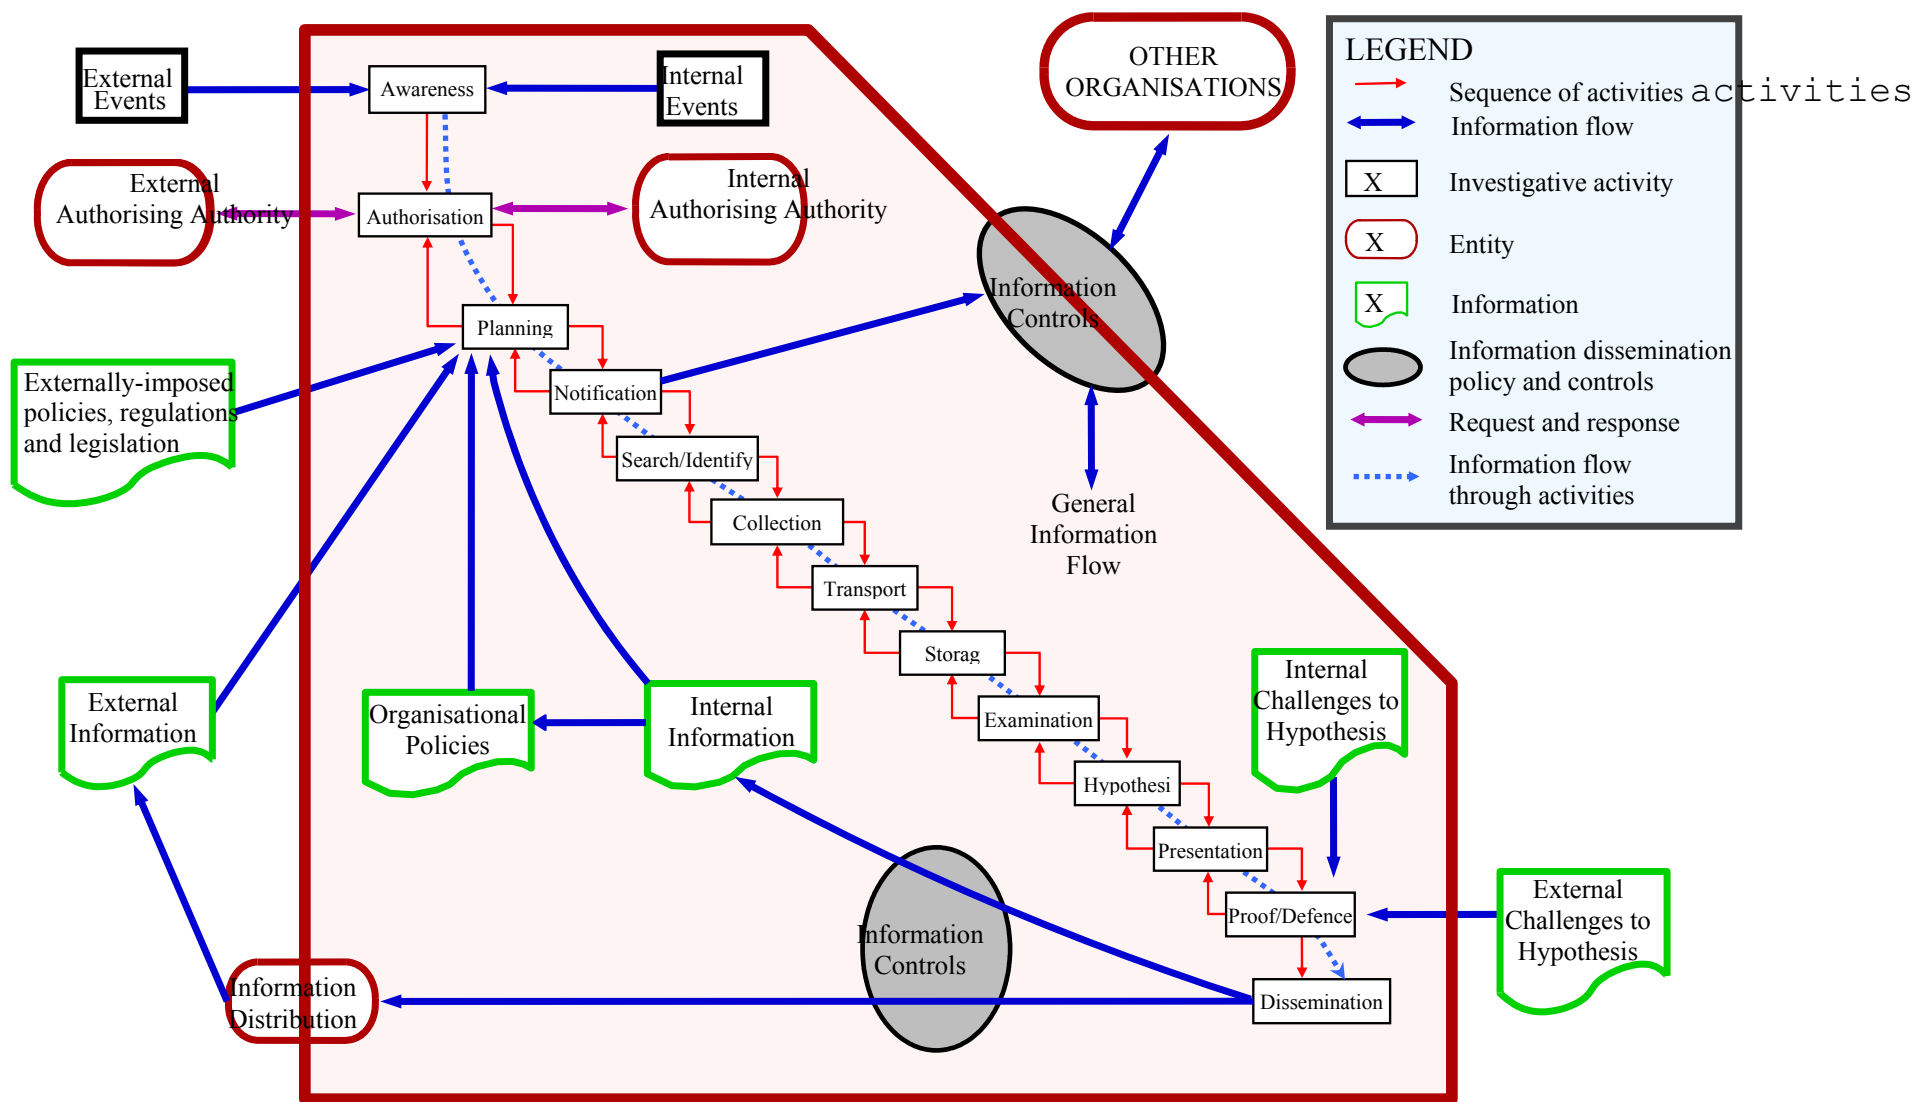 External
Events
Awareness
Internal
Events
OTHER
ORGANISATIONS
LEGEND
Sequence of activities activities
Information flow
X Investigative activity
X Entity
X Information
Information dissemination
policy and controls
Request and response
Information flow
through activities
External
Authorising Authority
Authorisation
Internal
Authorising Authority
Planning
Information
Controls
Notification
Externally-imposed
policies, regulations
and legislation
Search/Identify
Collection
General
Information
Flow
Transport
Storag
External
Information
Organisational
Policies
Internal
Information
Examination
Internal
Challenges to
Hypothesis
Hypothesi
Presentation
Proof/Defence
External
Challenges to
Hypothesis
Information
Controls
Information
Distribution
Dissemination